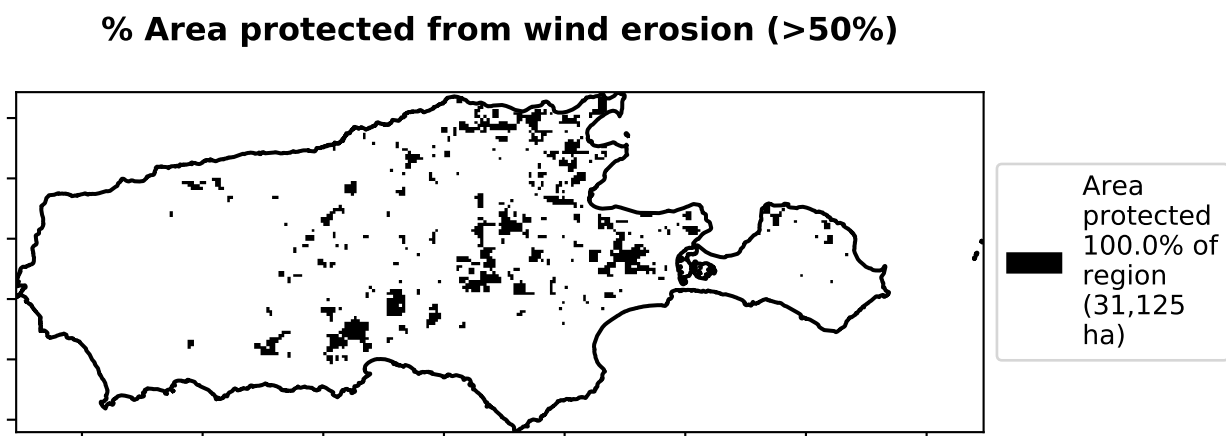 % Area protected from wind erosion (>50%)
Area
protected
100.0% of
region
(31,125
ha)